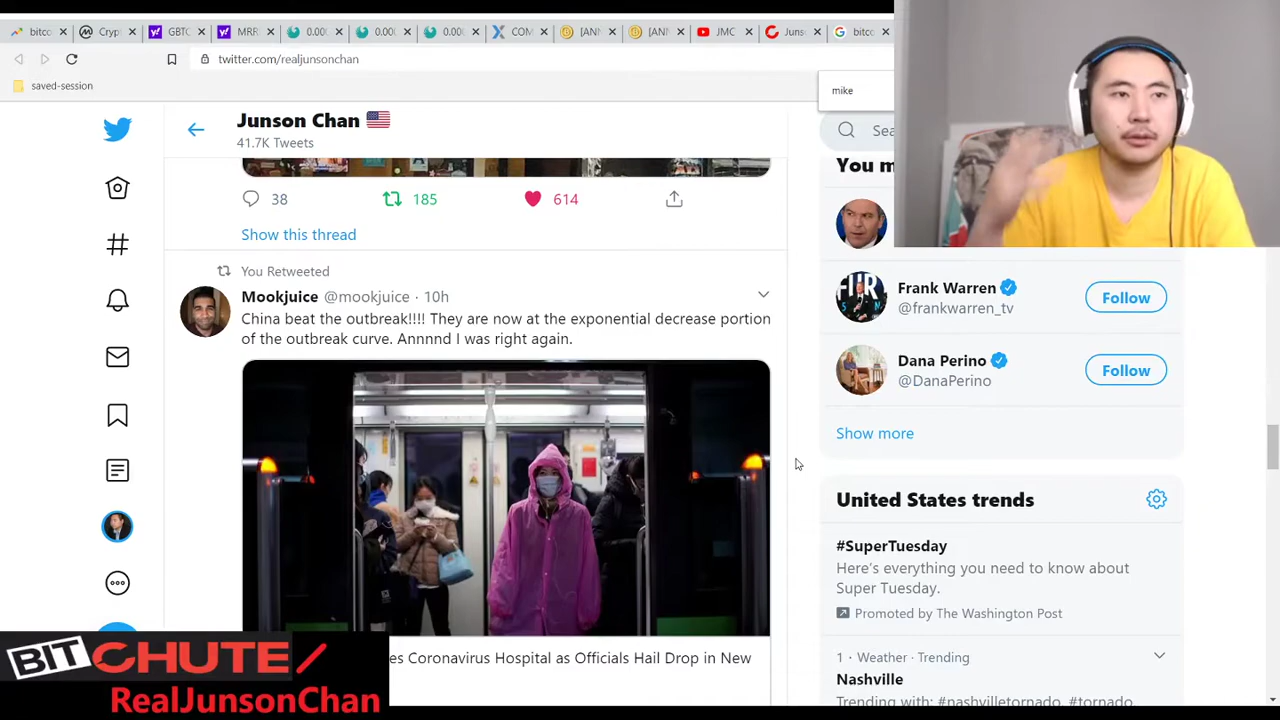 bitco
Cryp
GBTC
MRR
0.00
0.00
0.00
COM
[ANN
[ANN
JMC
Juns
bitco
twitter.com/realjunsonchan
saved-session
mike
Junson Chan
41.7K Tweets
38
185
614
Show this thread
You Retweeted
Mookjuice @mookjuice · 10h
China beat the outbreak!!!! They are now at the exponential decrease portion
of the outbreak curve. Annnnd I was right again.
es Coronavirus Hospital as Officials Hail Drop in New
Sea
You m
Frank Warren
@frankwarren_tv
Follow
Dana Perino
@DanaPerino
Follow
Show more
United States trends
#SuperTuesday
Here's everything you need to know about
Super Tuesday.
Promoted by The Washington Post
1 · Weather · Trending
Nashville
Trending with: #nashvilletornado, #tornado,
BITCHUTE/
RealJunsonChan